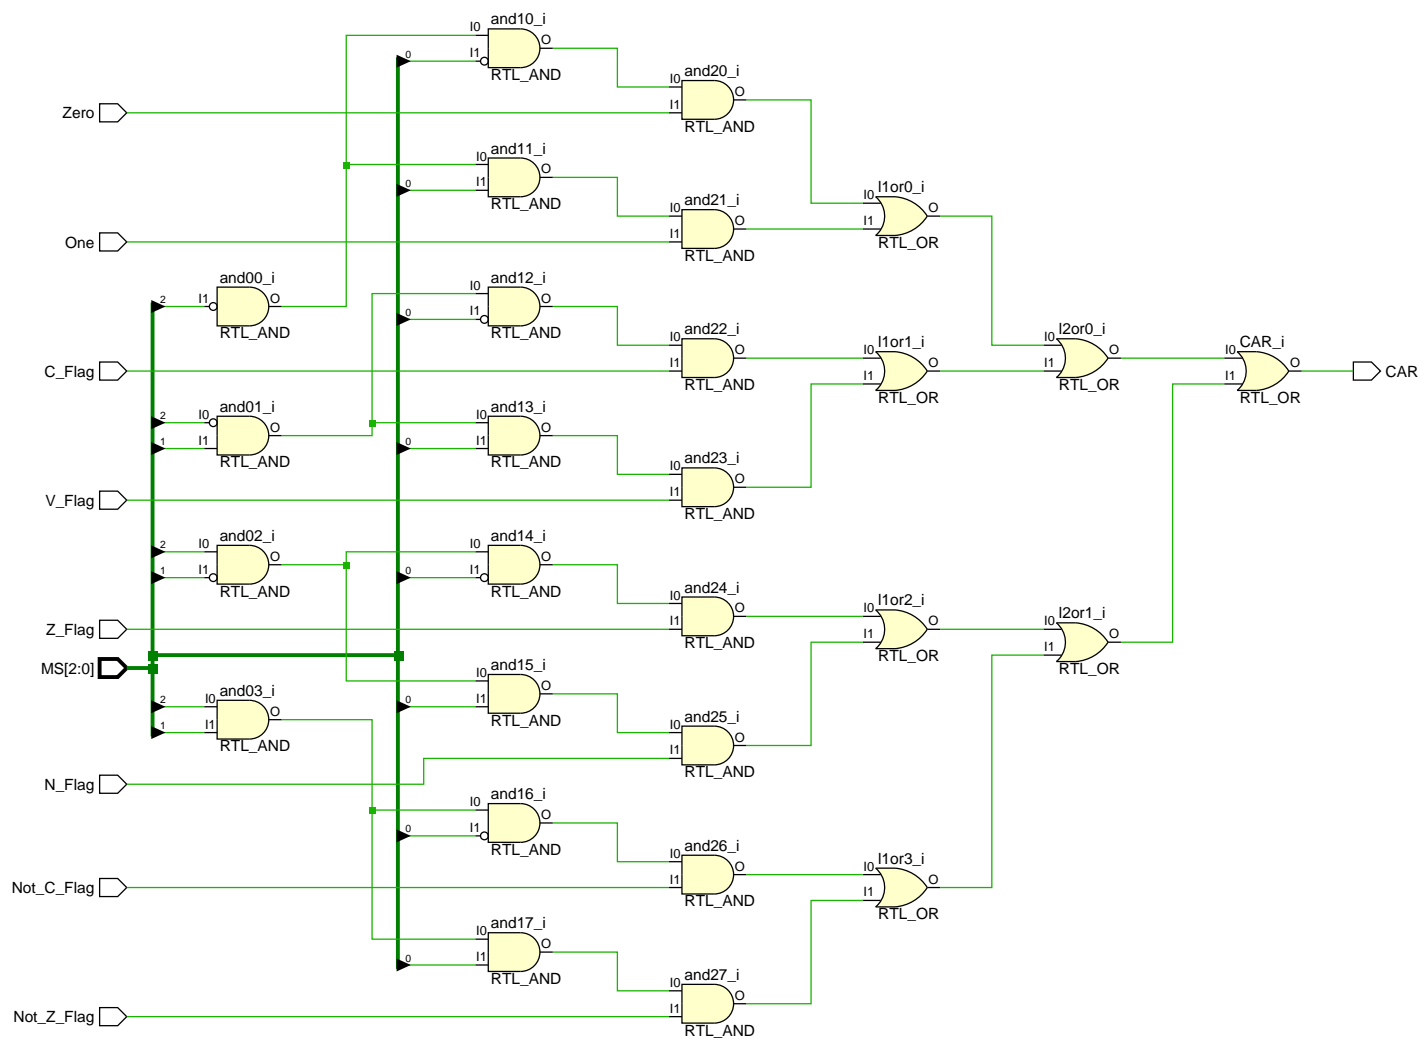 and10_i
I0
O
0
I1
RTL_AND
and20_i
I0
O
Zero
I1
RTL_AND
and11_i
I0
O
0
I1
RTL_AND
l1or0_i
I0
O
I1
RTL_OR
and21_i
I0
O
One
I1
RTL_AND
and00_i
2
I1
O
RTL_AND
and12_i
I0
O
0
I1
RTL_AND
and22_i
I0
O
C_Flag
I1
RTL_AND
l1or1_i
I0
O
I1
RTL_OR
l2or0_i
I0
O
I1
RTL_OR
CAR_i
I0
O
I1
RTL_OR
CAR
and01_i
2
I0
O
1
I1
RTL_AND
and13_i
I0
O
0
I1
RTL_AND
and23_i
I0
O
V_Flag
I1
RTL_AND
and02_i
2
I0
O
1
I1
RTL_AND
and14_i
I0
O
0
I1
RTL_AND
and24_i
I0
O
Z_Flag
I1
RTL_AND
l1or2_i
I0
O
I1
RTL_OR
l2or1_i
I0
O
I1
RTL_OR
MS[2:0]
and03_i
2
I0
O
1
I1
RTL_AND
and15_i
I0
O
0
I1
RTL_AND
and25_i
I0
O
I1
RTL_AND
N_Flag
and16_i
I0
O
0
I1
RTL_AND
and26_i
I0
O
Not_C_Flag
I1
RTL_AND
l1or3_i
I0
O
I1
RTL_OR
and17_i
I0
O
0
I1
RTL_AND
and27_i
I0
O
Not_Z_Flag
I1
RTL_AND